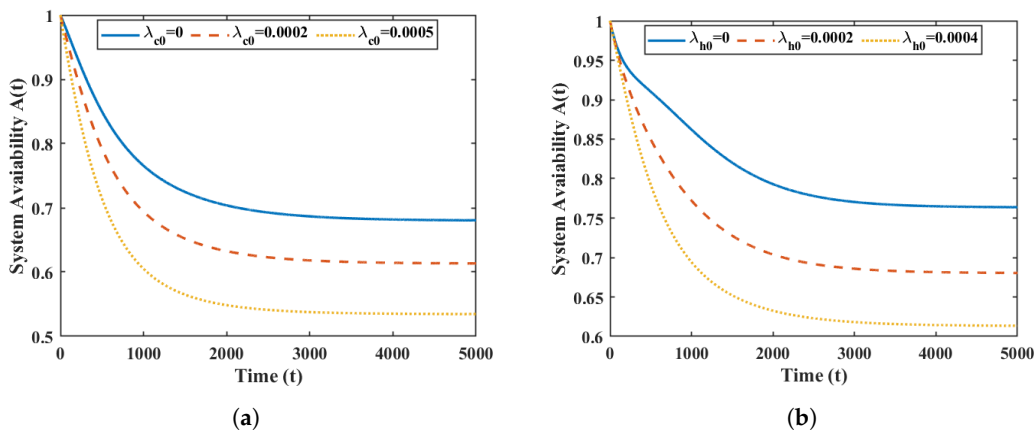 λc0=0 λc0=0.0002 λc0=0.0005
1
0.9
0.8
0.7
0.6
0.5
System Avaiability A(t)
0 1000 2000 3000 4000 5000
Time (t)
(a)
λh0=0 λh0=0.0002 λh0=0.0004
1
0.95
0.9
0.85
0.8
0.75
0.7
0.65
0.6
System Avaiability A(t)
0 1000 2000 3000 4000 5000
Time (t)
(b)